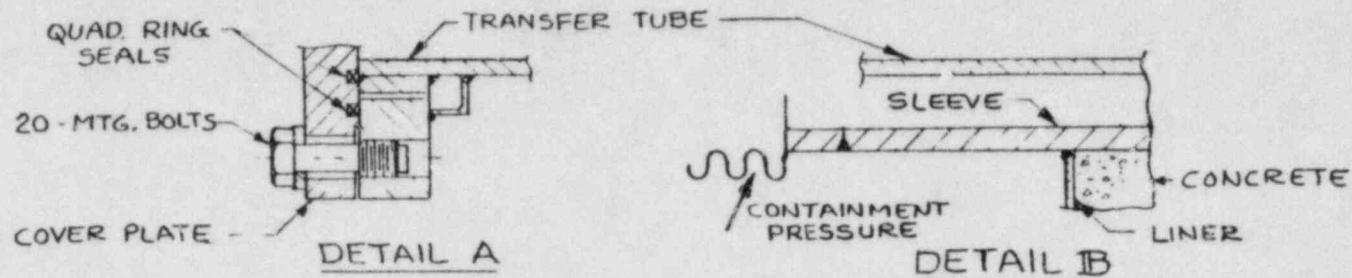 QUAD. RING
SEALS
TRANSFER TUBE
20-MTG. BOLTS
COVER PLATE
DETAIL A
SLEEVE
CONTAINMENT
PRESSURE
CONCRETE
LINER
DETAIL B